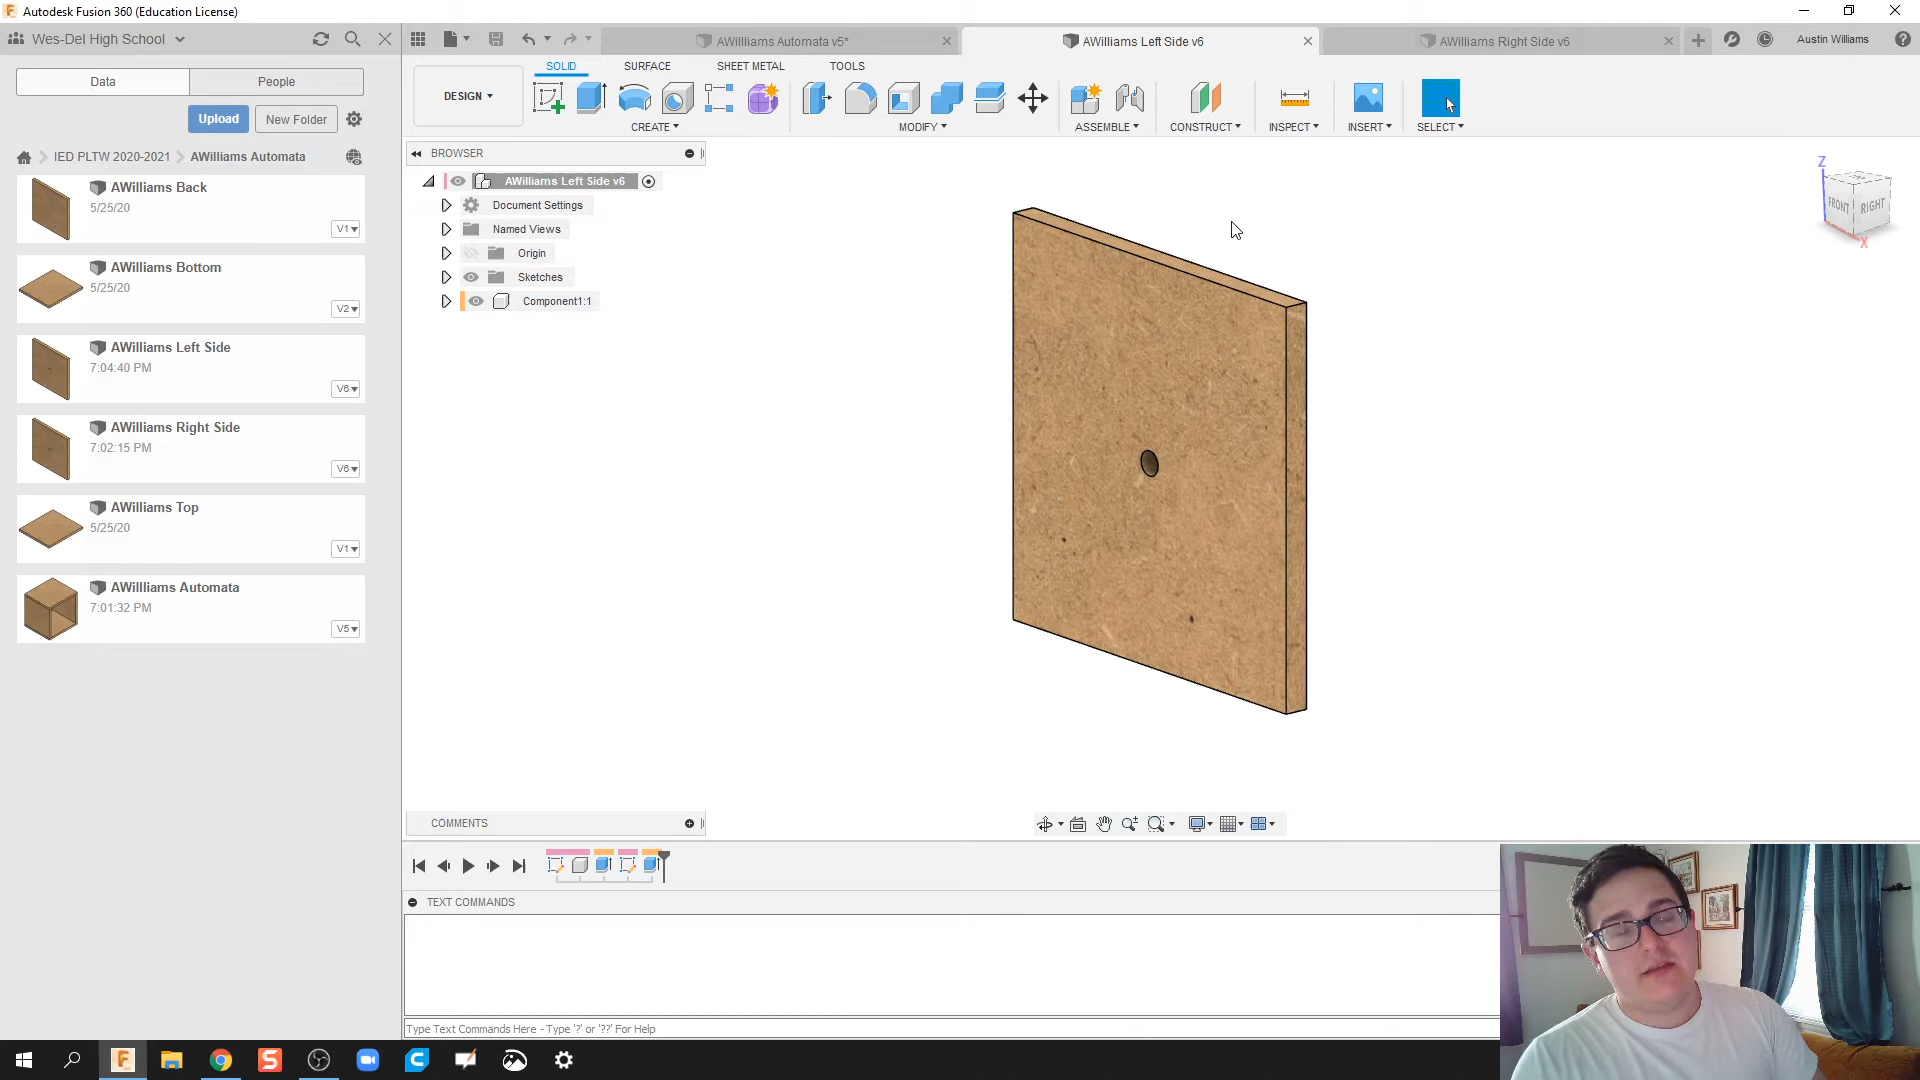 Autodesk Fusion 360 (Education License)
Wes-Del High School
AWillliams Automata v5*
AWilliams Left Side v6
AWilliams Right Side v6
Austin Williams
Data
People
SOLID
SURFACE
SHEET METAL
TOOLS
DESIGN
Upload
New Folder
CREATE
MODIFY
ASSEMBLE
CONSTRUCT
INSPECT
INSERT
SELECT
IED PLTW 2020-2021
AWilliams Automata
BROWSER
AWilliams Left Side v6
Document Settings
Named Views
Origin
Sketches
Component1:1
AWilliams Back
5/25/20
V1
AWilliams Bottom
5/25/20
V2
AWilliams Left Side
7:04:40 PM
V6
AWilliams Right Side
7:02:15 PM
V6
AWilliams Top
5/25/20
V1
AWillliams Automata
7:01:32 PM
V5
Z
FRONT
RIGHT
X
COMMENTS
TEXT COMMANDS
Type Text Commands Here - Type '?' or '??' For Help